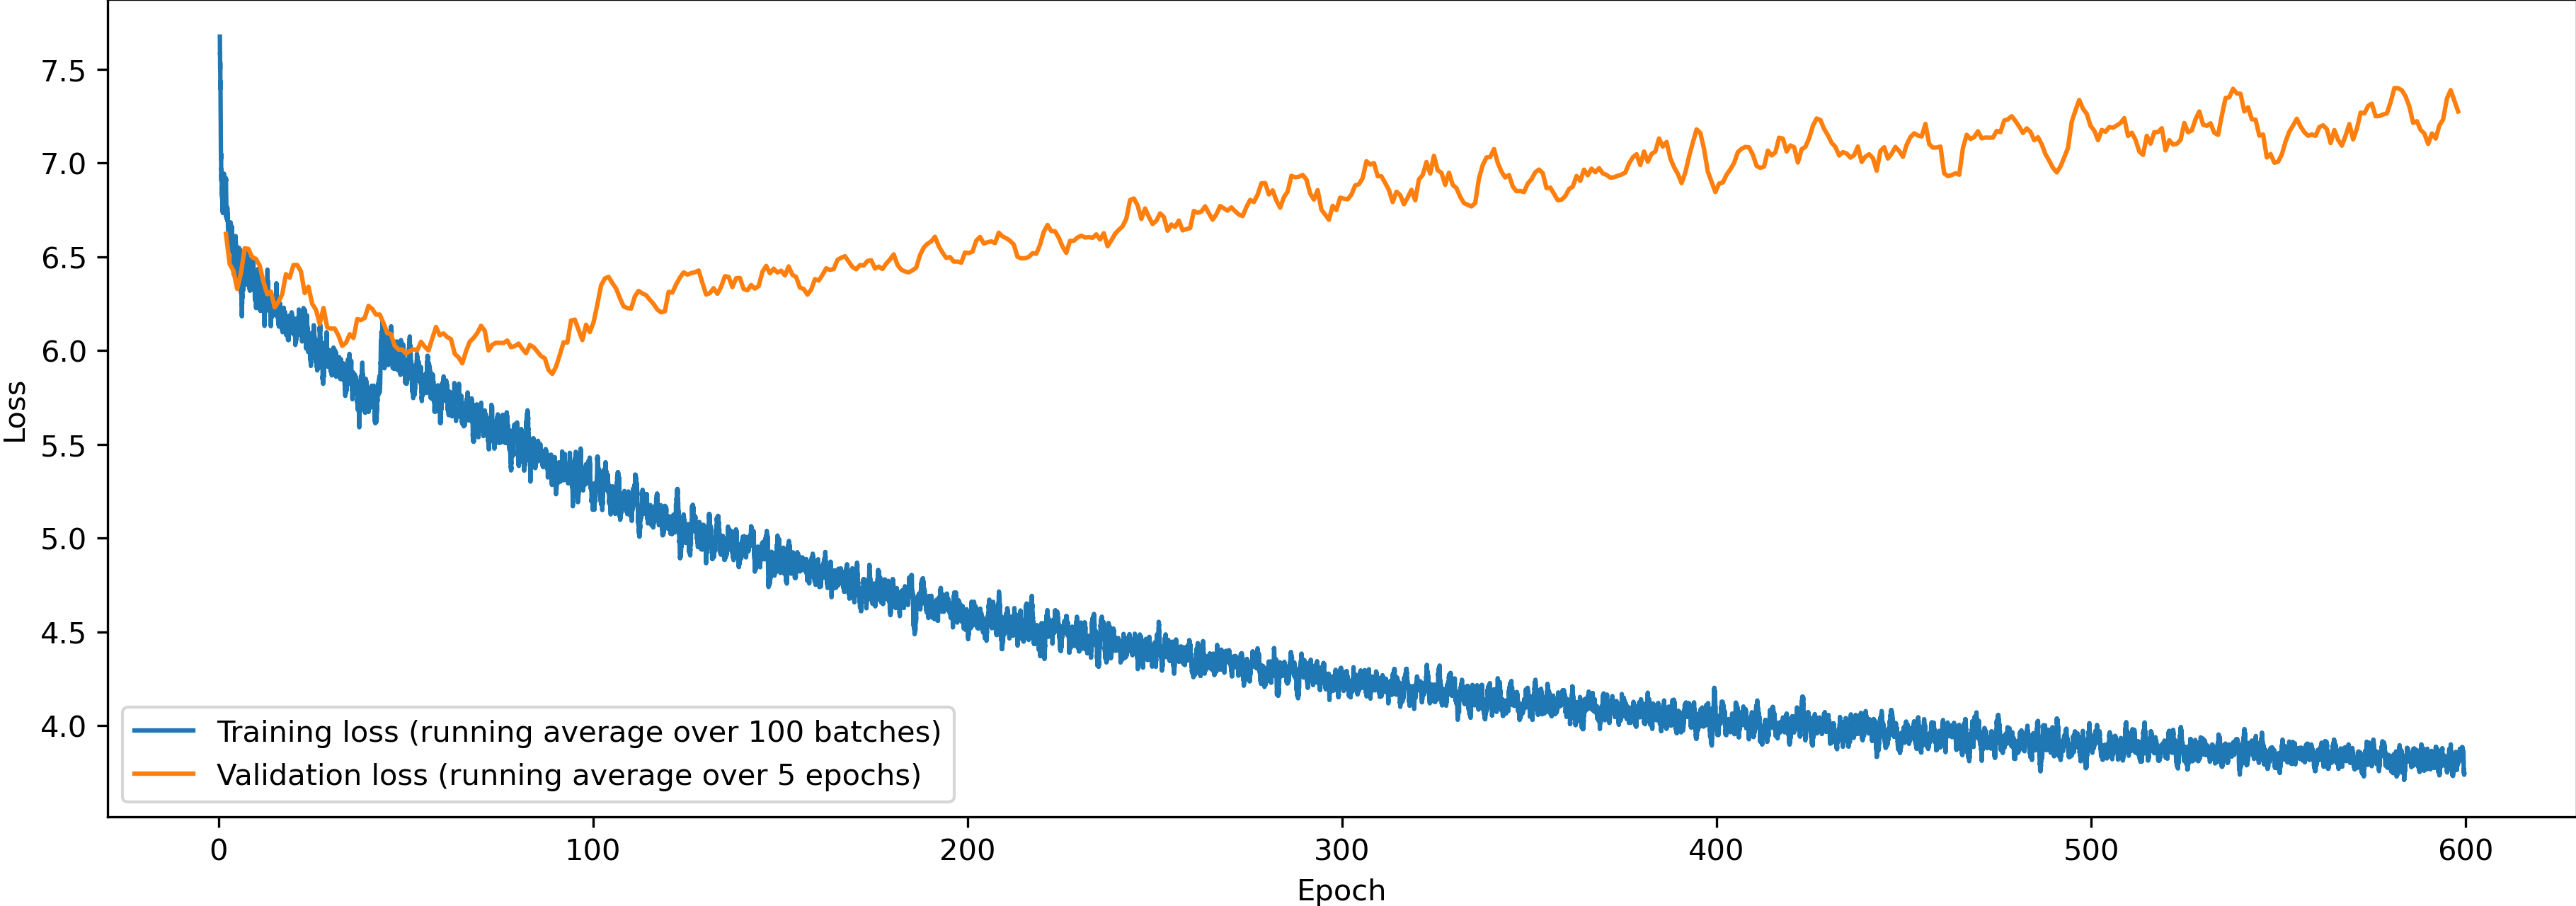 7.5
7.0
6.5
6.0
5.5
5.0
4.5
4.0
Loss
Training loss (running average over 100 batches)
Validation loss (running average over 5 epochs)
0 100 200 300 400 500 600
Epoch